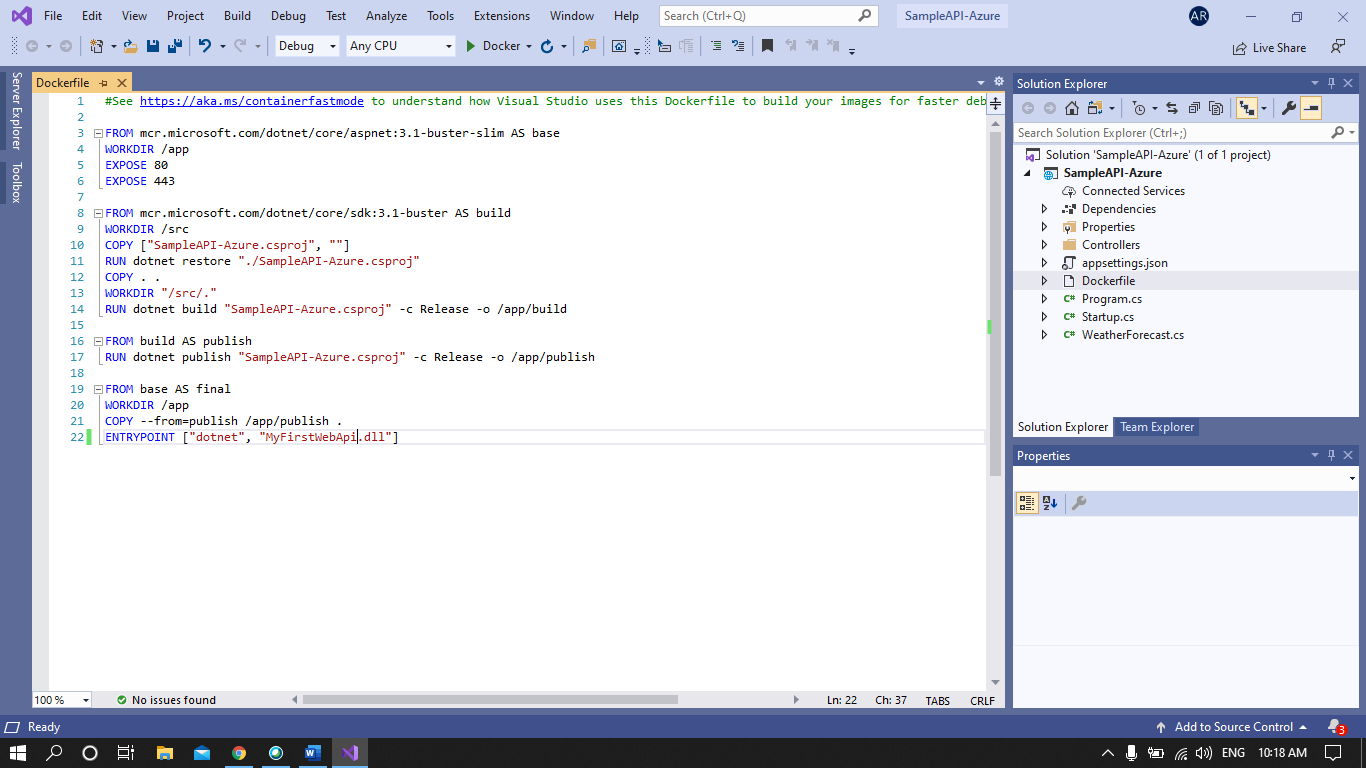 File Edit View Project Build Debug Test Analyze Tools Extensions Window Help Search (Ctrl+Q) SampleAPI-Azure AR
Debug Any CPU Docker Live Share
Server Explorer
Toolbox
Dockerfile
1 #See https://aka.ms/containerfastmode to understand how Visual Studio uses this Dockerfile to build your images for faster deb
2
3 FROM mcr.microsoft.com/dotnet/core/aspnet:3.1-buster-slim AS base
4 WORKDIR /app
5 EXPOSE 80
6 EXPOSE 443
7
8 FROM mcr.microsoft.com/dotnet/core/sdk:3.1-buster AS build
9 WORKDIR /src
10 COPY ["SampleAPI-Azure.csproj", ""]
11 RUN dotnet restore "./SampleAPI-Azure.csproj"
12 COPY . .
13 WORKDIR "/src/."
14 RUN dotnet build "SampleAPI-Azure.csproj" -c Release -o /app/build
15
16 FROM build AS publish
17 RUN dotnet publish "SampleAPI-Azure.csproj" -c Release -o /app/publish
18
19 FROM base AS final
20 WORKDIR /app
21 COPY --from=publish /app/publish .
22 ENTRYPOINT ["dotnet", "MyFirstWebApi.dll"]
100 % No issues found Ln: 22 Ch: 37 TABS CRLF
Solution Explorer
Search Solution Explorer (Ctrl+;)
Solution 'SampleAPI-Azure' (1 of 1 project)
SampleAPI-Azure
Connected Services
Dependencies
Properties
Controllers
appsettings.json
Dockerfile
C# Program.cs
C# Startup.cs
C# WeatherForecast.cs
Solution Explorer Team Explorer
Properties
Ready Add to Source Control 3
ENG 10:18 AM